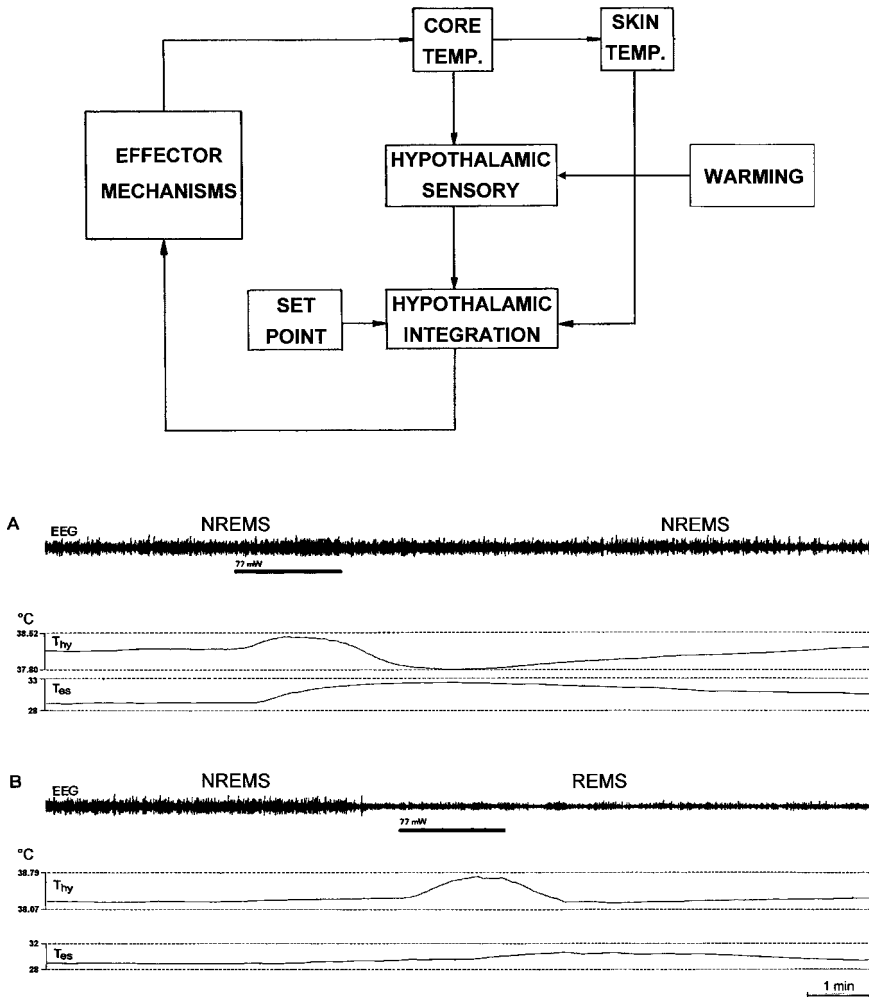 CORE
TEMP.
SKIN
TEMP.
EFFECTOR
MECHANISMS
HYPOTHALAMIC
SENSORY
WARMING
SET
POINT
HYPOTHALAMIC
INTEGRATION
A
EEG
NREMS
NREMS
77 mW
°C
38.52
Thy
37.80
33
Tes
28
B
EEG
NREMS
REMS
77 mW
°C
38.79
Thy
38.07
32
Tes
28
1 min